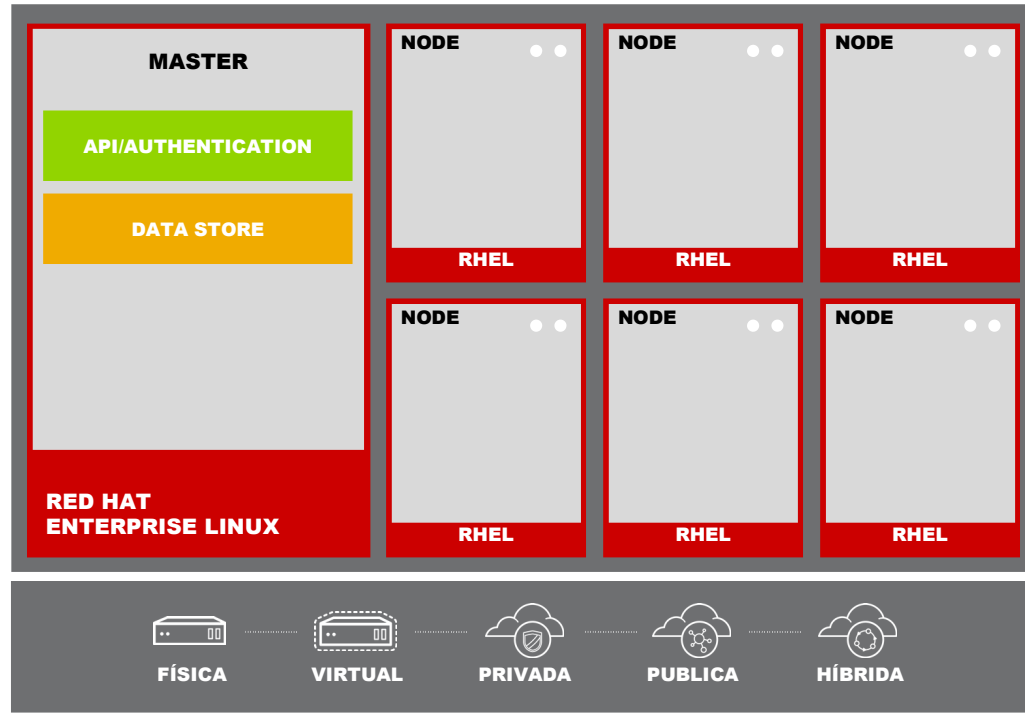 MASTER
API/AUTHENTICATION
DATA STORE
RED HAT
ENTERPRISE LINUX
NODE
RHEL
NODE
RHEL
NODE
RHEL
NODE
RHEL
NODE
RHEL
NODE
RHEL
FÍSICA
VIRTUAL
PRIVADA
PUBLICA
HÍBRIDA